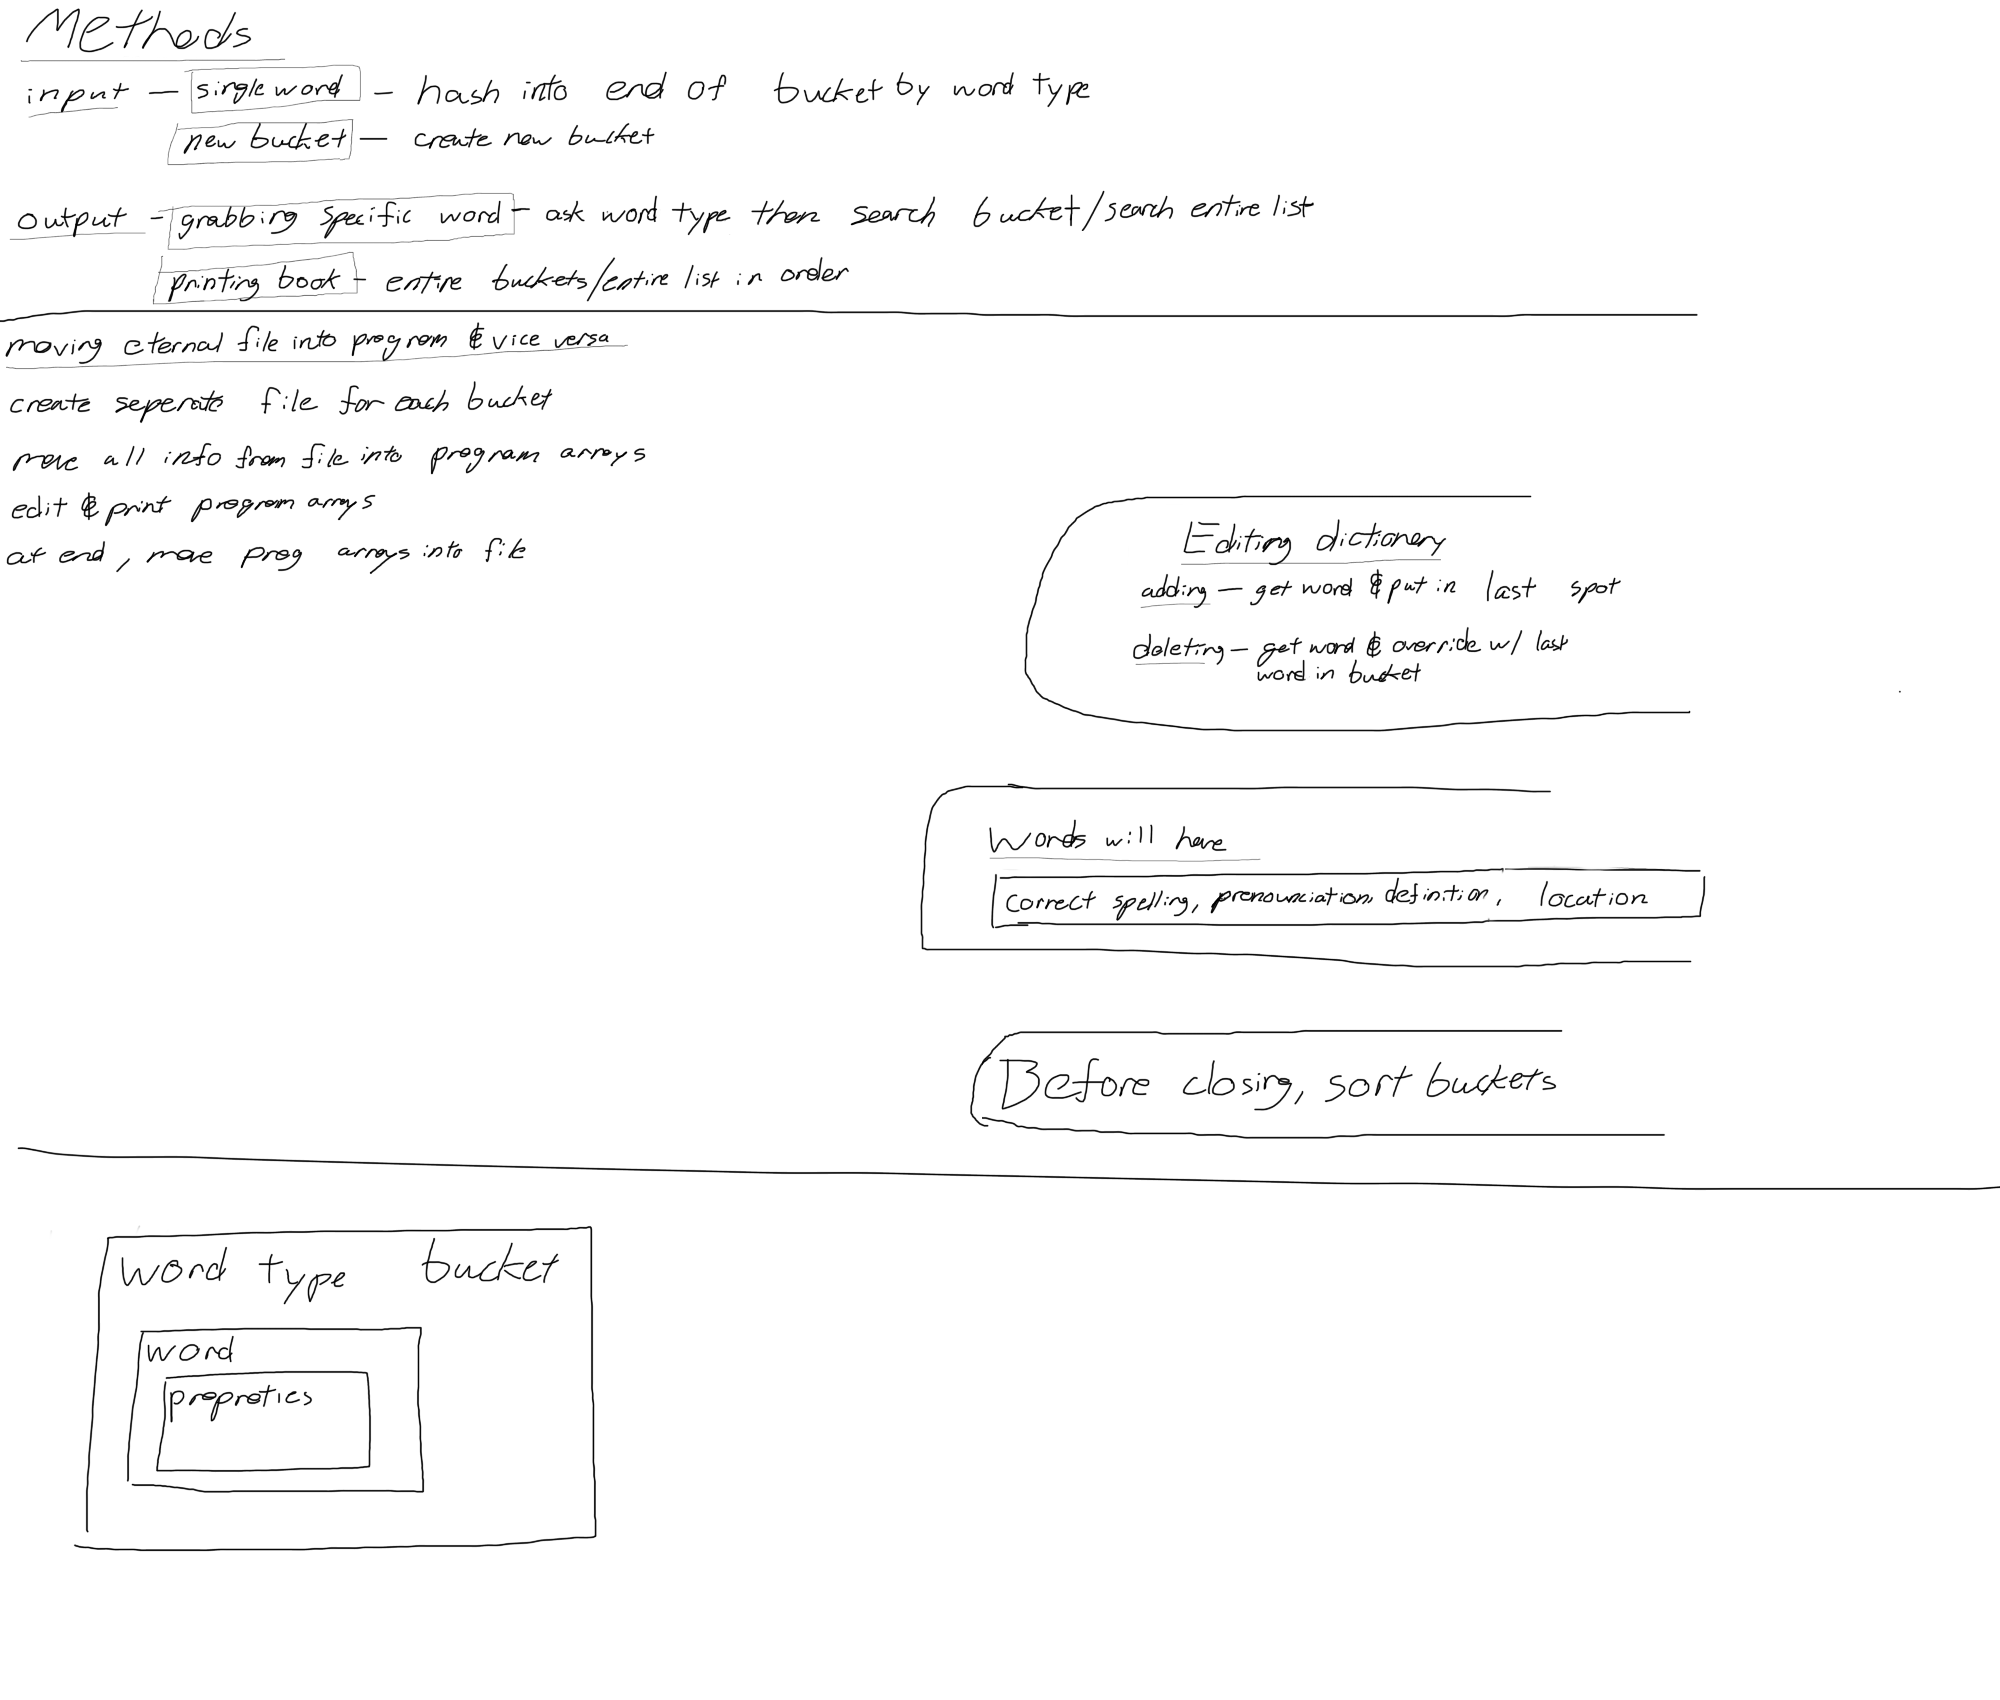 Methods
input — single word — hash into end of bucket by word type
new bucket — create new bucket
output - grabbing specific word - ask word type then search bucket/search entire list
printing book - entire buckets/entire list in order
moving eternal file into program & vice versa
create seperate file for each bucket
move all info from file into program arrays
edit & print program arrays
at end, move prog arrays into file
Editing dictionary
adding — get word & put in last spot
deleting — get word & override w/ last
word in bucket
Words will have
correct spelling, pronounciation, definition, location
Before closing, sort buckets
word type bucket
word
propreties